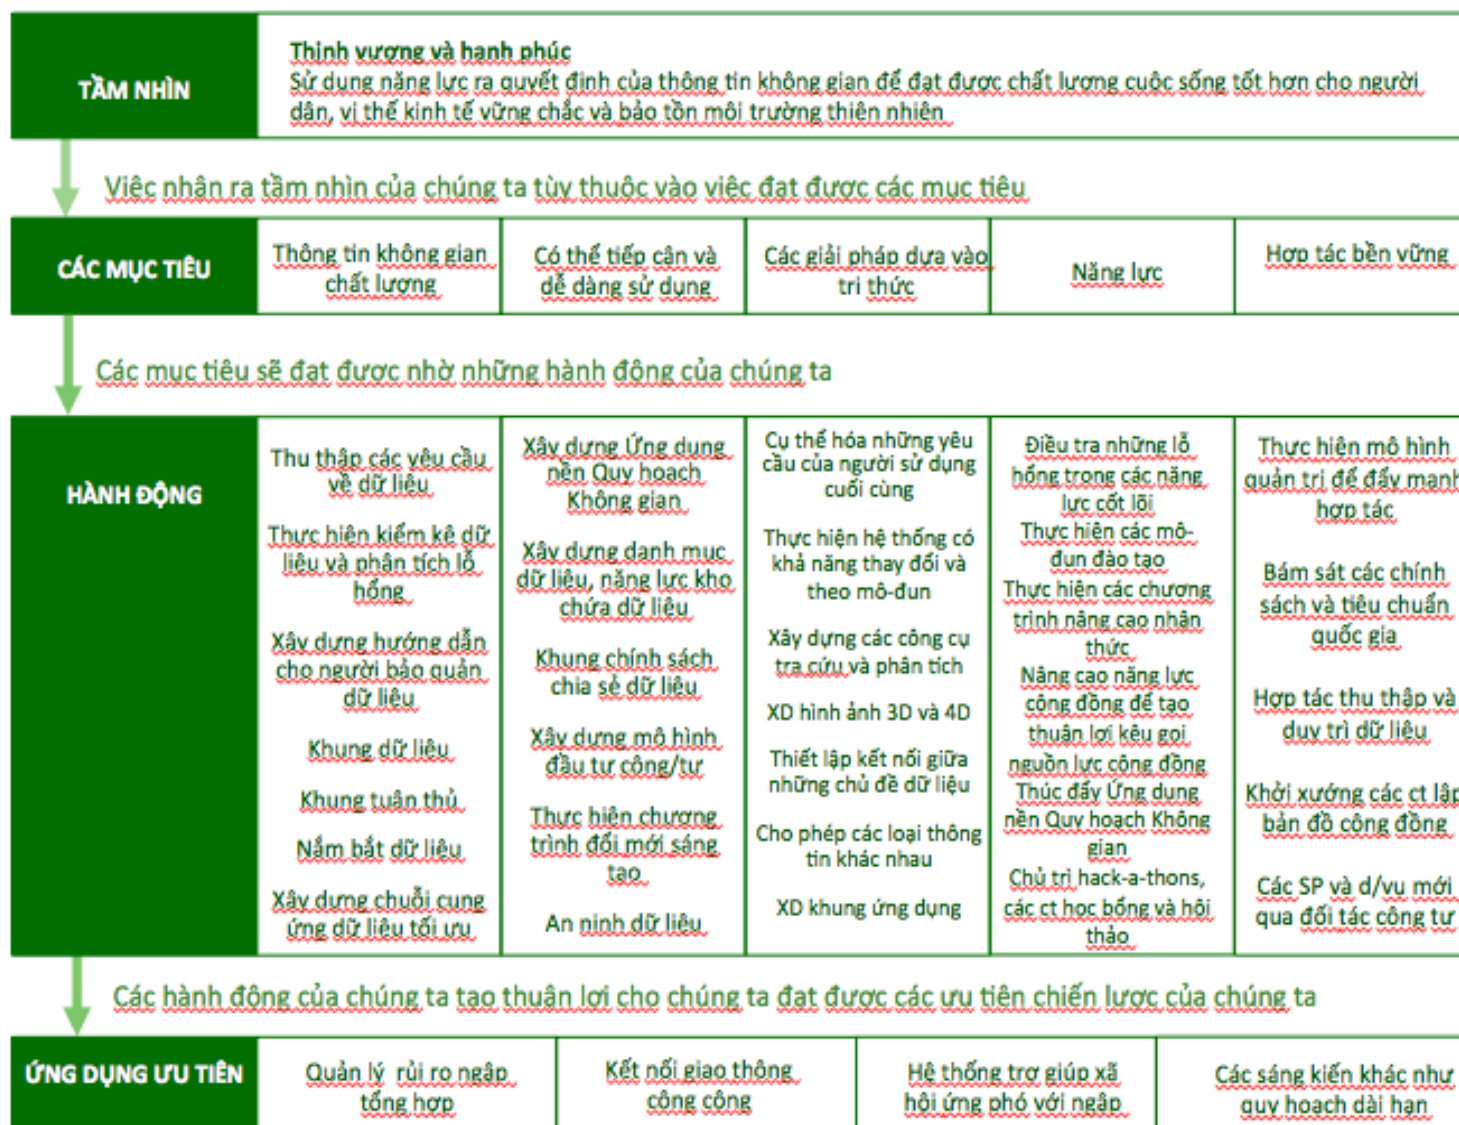 TẦM NHÌN
Thịnh vượng và hạnh phúc
Sử dụng năng lực ra quyết định của thông tin không gian để đạt được chất lượng cuộc sống tốt hơn cho người
dân, vị thế kinh tế vững chắc và bảo tồn môi trường thiên nhiên
Việc nhận ra tầm nhìn của chúng ta tùy thuộc vào việc đạt được các mục tiêu
CÁC MỤC TIÊU
Thông tin không gian
chất lượng
Có thể tiếp cận và
dễ dàng sử dụng
Các giải pháp dựa vào
tri thức
Năng lực
Hợp tác bền vững
Các mục tiêu sẽ đạt được nhờ những hành động của chúng ta
HÀNH ĐỘNG
Thu thập các yêu cầu
về dữ liệu
Thực hiện kiểm kê dữ
liệu và phân tích lỗ
hổng
Xây dựng hướng dẫn
cho người bảo quản
dữ liệu
Khung dữ liệu
Khung tuân thủ
Nắm bắt dữ liệu
Xây dựng chuỗi cung
ứng dữ liệu tối ưu
Xây dựng Ứng dụng
nền Quy hoạch
Không gian
Xây dựng danh mục
dữ liệu, năng lực kho
chứa dữ liệu
Khung chính sách
chia sẻ dữ liệu
Xây dựng mô hình
đầu tư công/tư
Thực hiện chương
trình đổi mới sáng
tạo
An ninh dữ liệu
Cụ thể hóa những yêu
cầu của người sử dụng
cuối cùng
Thực hiện hệ thống có
khả năng thay đổi và
theo mô-đun
Xây dựng các công cụ
tra cứu và phân tích
XD hình ảnh 3D và 4D
Thiết lập kết nối giữa
những chủ đề dữ liệu
Cho phép các loại thông
tin khác nhau
XD khung ứng dụng
Điều tra những lỗ
hổng trong các năng
lực cốt lõi
Thực hiện các mô-
đun đào tạo
Thực hiện các chương
trình nâng cao nhận
thức
Nâng cao năng lực
cộng đồng để tạo
thuận lợi kêu gọi
nguồn lực cộng đồng
Thúc đẩy Ứng dụng
nền Quy hoạch Không
gian
Chủ trì hack-a-thons,
các ct học bổng và hội
thảo
Thực hiện mô hình
quản trị để đẩy mạnh
hợp tác
Bám sát các chính
sách và tiêu chuẩn
quốc gia
Hợp tác thu thập và
duy trì dữ liệu
Khởi xướng các ct lập
bản đồ cộng đồng
Các SP và d/vụ mới
qua đối tác công tư
Các hành động của chúng ta tạo thuận lợi cho chúng ta đạt được các ưu tiên chiến lược của chúng ta
ỨNG DỤNG ƯU TIÊN
Quản lý rủi ro ngập
tổng hợp
Kết nối giao thông
công cộng
Hệ thống trợ giúp xã
hội ứng phó với ngập
Các sáng kiến khác như
quy hoạch dài hạn